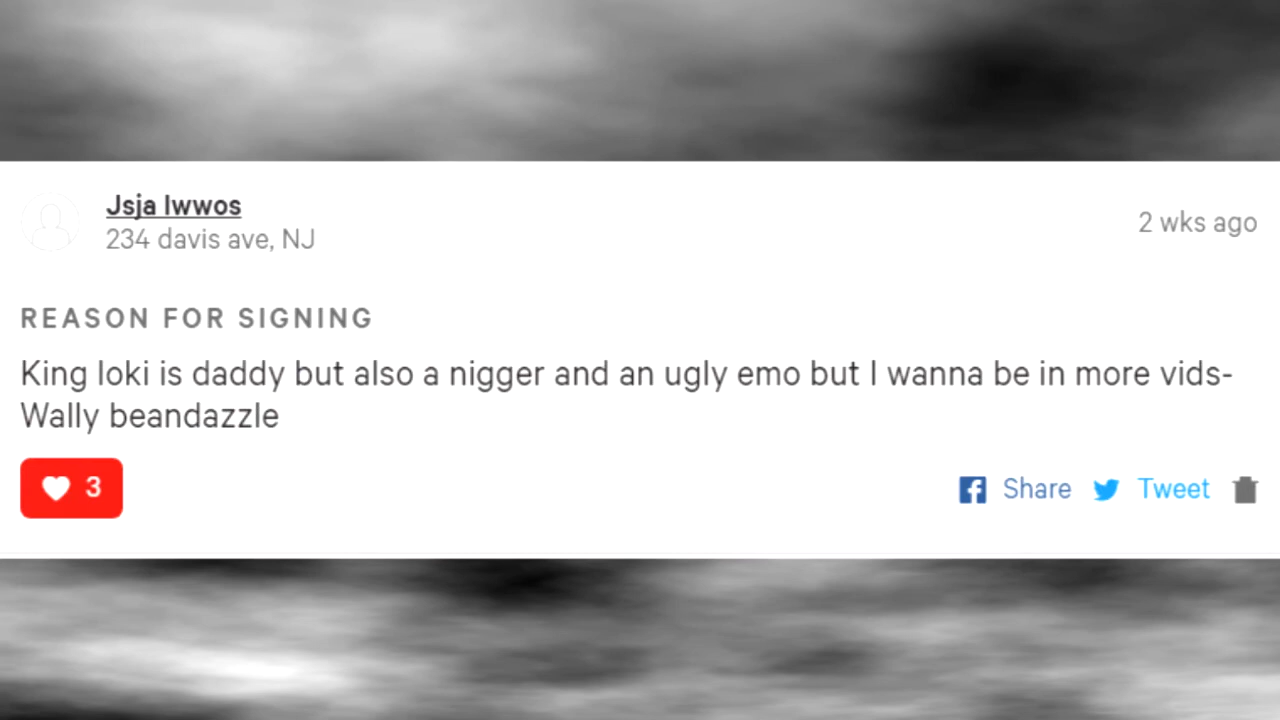 Jsja Iwwos
234 davis ave, NJ
2 wks ago
REASON FOR SIGNING
King loki is daddy but also a nigger and an ugly emo but I wanna be in more vids-
Wally beandazzle
3
Share
Tweet